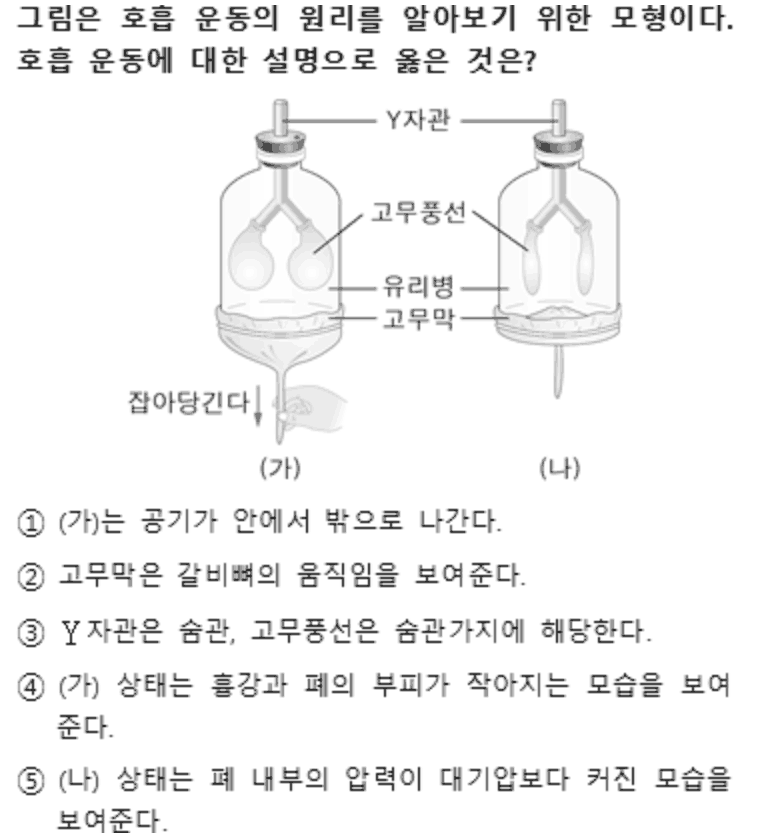 그림은 호흡 운동의 원리를 알아보기 위한 모형이다.
호흡 운동에 대한 설명으로 옳은 것은?
Y자관
고무풍선
유리병
고무막
잡아당긴다
(가)
(나)
① (가)는 공기가 안에서 밖으로 나간다.
② 고무막은 갈비뼈의 움직임을 보여준다.
③ Y자관은 숨관, 고무풍선은 숨관가지에 해당한다.
④ (가) 상태는 흉강과 폐의 부피가 작아지는 모습을 보여
준다.
⑤ (나) 상태는 폐 내부의 압력이 대기압보다 커진 모습을
보여준다.